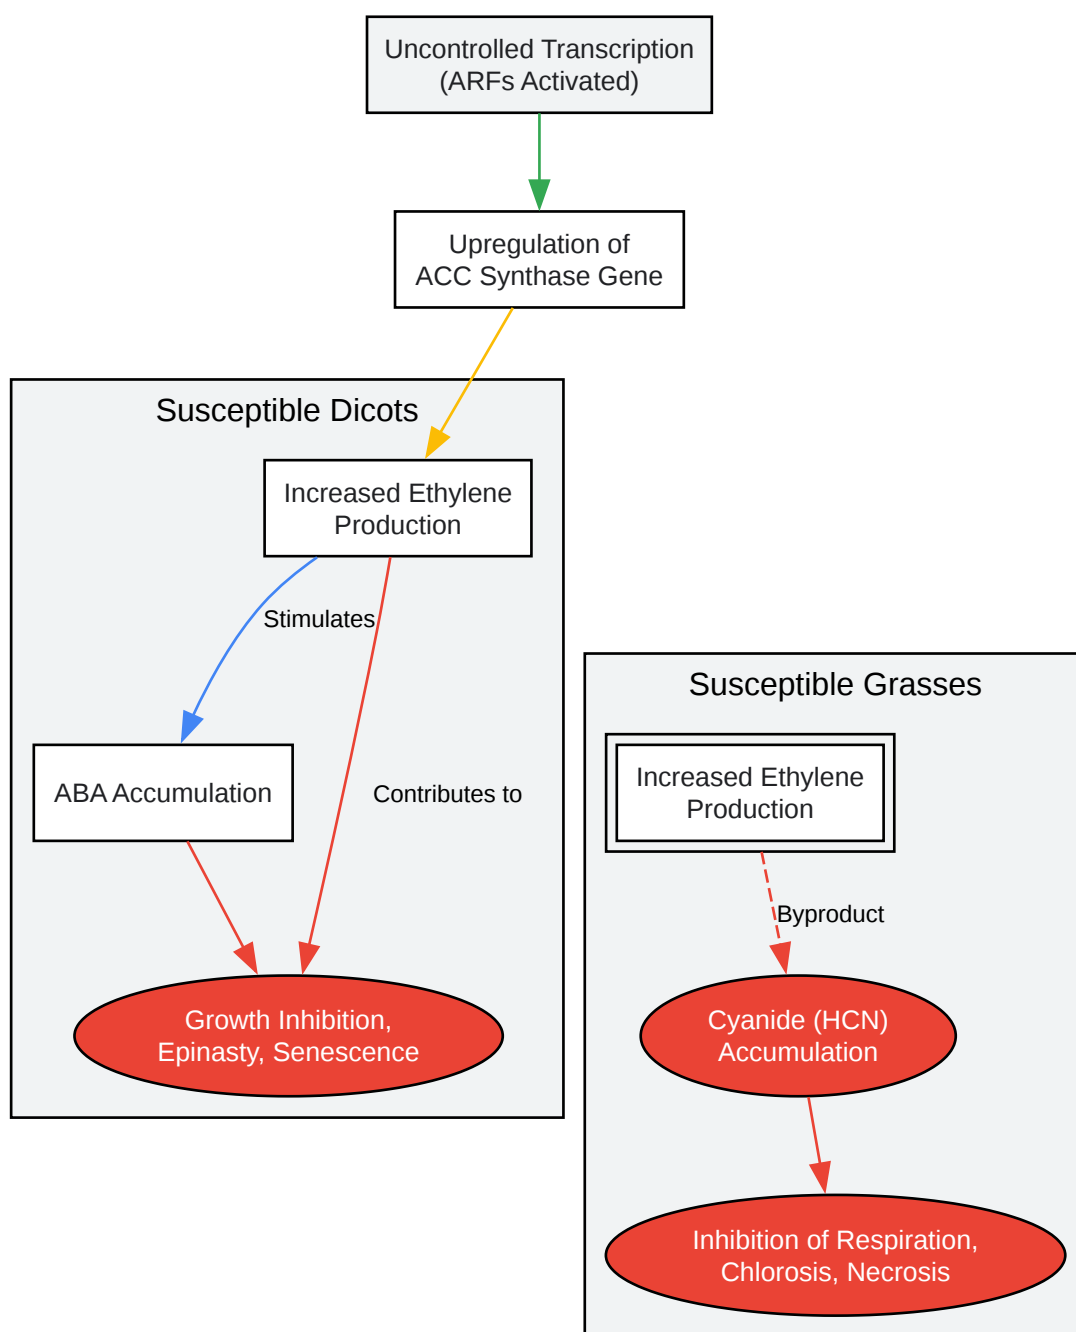 Uncontrolled Transcription
(ARFs Activated)
Upregulation of
ACC Synthase Gene
Susceptible Dicots
Increased Ethylene
Production
Stimulates
ABA Accumulation
Contributes to
Growth Inhibition,
Epinasty, Senescence
Susceptible Grasses
Increased Ethylene
Production
Byproduct
Cyanide (HCN)
Accumulation
Inhibition of Respiration,
Chlorosis, Necrosis